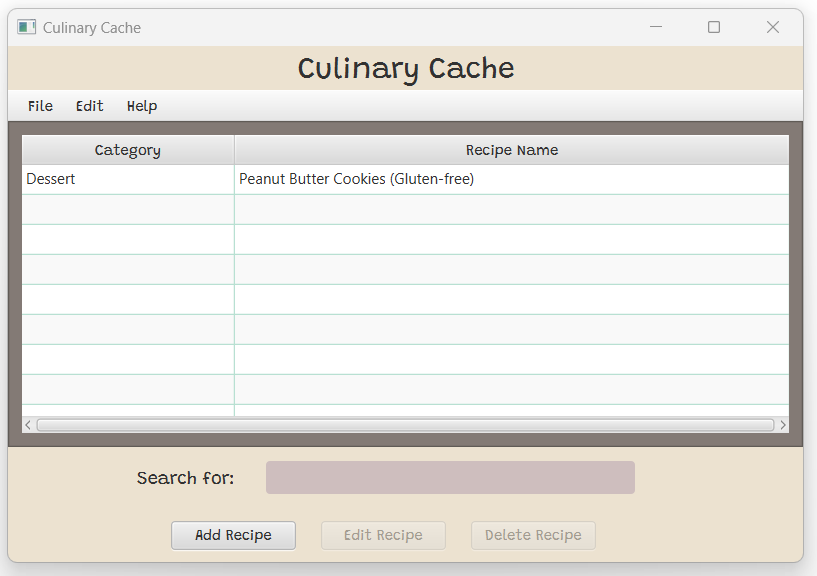 Culinary Cache
Culinary Cache
File Edit Help
Category Recipe Name
Dessert Peanut Butter Cookies (Gluten-free)
Search for:
Add Recipe Edit Recipe Delete Recipe